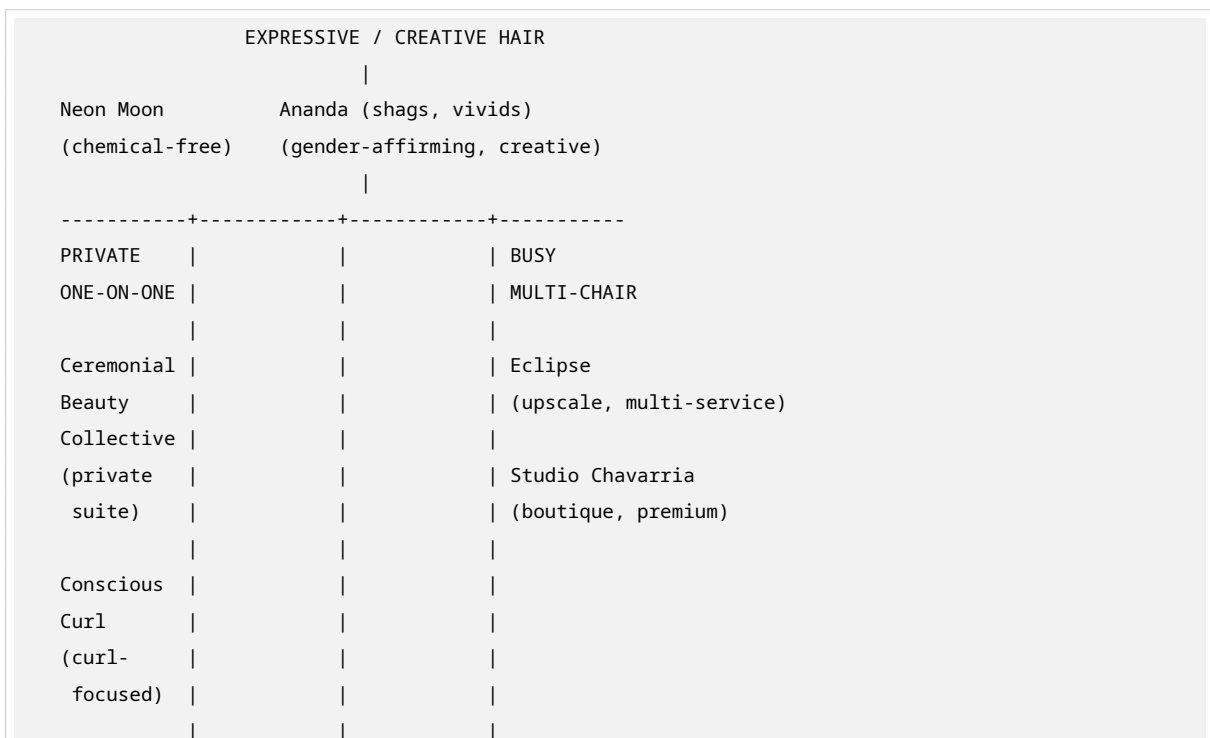 EXPRESSIVE / CREATIVE HAIR
|
Neon Moon Ananda (shags, vivids)
(chemical-free) (gender-affirming, creative)
|
-----------+------------+------------+-----------
PRIVATE | | | BUSY
ONE-ON-ONE | | | MULTI-CHAIR
| | |
Ceremonial | | | Eclipse
Beauty | | | (upscale, multi-service)
Collective | | |
(private | | | Studio Chavarria
suite) | | | (boutique, premium)
| | |
Conscious | | |
Curl | | |
(curl- | | |
focused) | | |
| | |